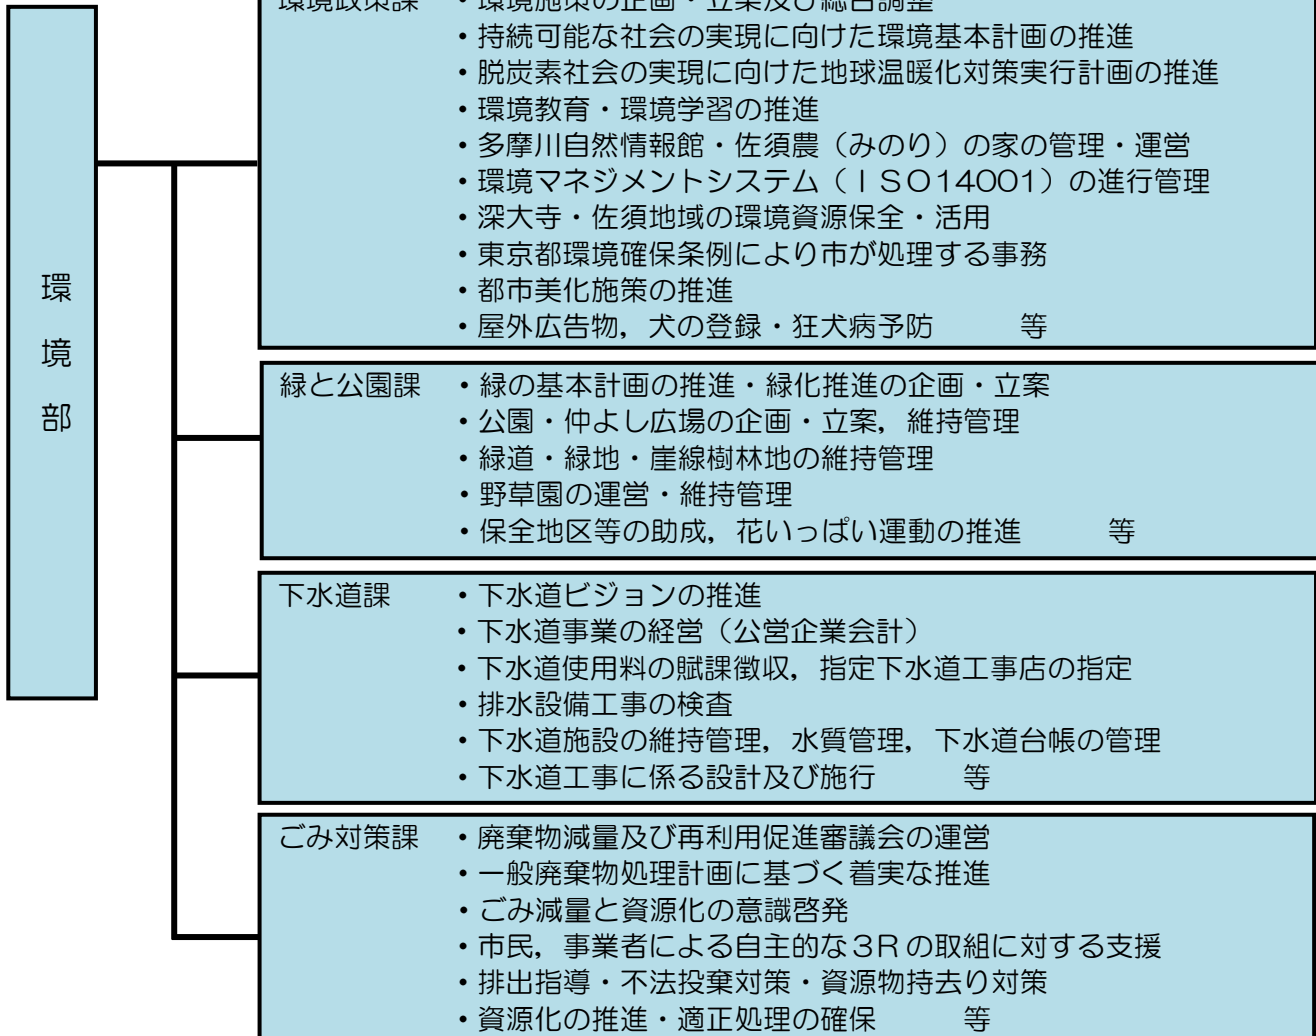 環境部
環境政策課 ・環境施策の企画・立案及び総合調整
・持続可能な社会の実現に向けた環境基本計画の推進
・脱炭素社会の実現に向けた地球温暖化対策実行計画の推進
・環境教育・環境学習の推進
・多摩川自然情報館・佐須農（みのり）の家の管理・運営
・環境マネジメントシステム（ＩＳＯ14001）の進行管理
・深大寺・佐須地域の環境資源保全・活用
・東京都環境確保条例により市が処理する事務
・都市美化施策の推進
・屋外広告物，犬の登録・狂犬病予防　　　等
緑と公園課 ・緑の基本計画の推進・緑化推進の企画・立案
・公園・仲よし広場の企画・立案，維持管理
・緑道・緑地・崖線樹林地の維持管理
・野草園の運営・維持管理
・保全地区等の助成，花いっぱい運動の推進　　　等
下水道課 ・下水道ビジョンの推進
・下水道事業の経営（公営企業会計）
・下水道使用料の賦課徴収，指定下水道工事店の指定
・排水設備工事の検査
・下水道施設の維持管理，水質管理，下水道台帳の管理
・下水道工事に係る設計及び施行　　　等
ごみ対策課 ・廃棄物減量及び再利用促進審議会の運営
・一般廃棄物処理計画に基づく着実な推進
・ごみ減量と資源化の意識啓発
・市民，事業者による自主的な３Ｒの取組に対する支援
・排出指導・不法投棄対策・資源物持去り対策
・資源化の推進・適正処理の確保　　　等